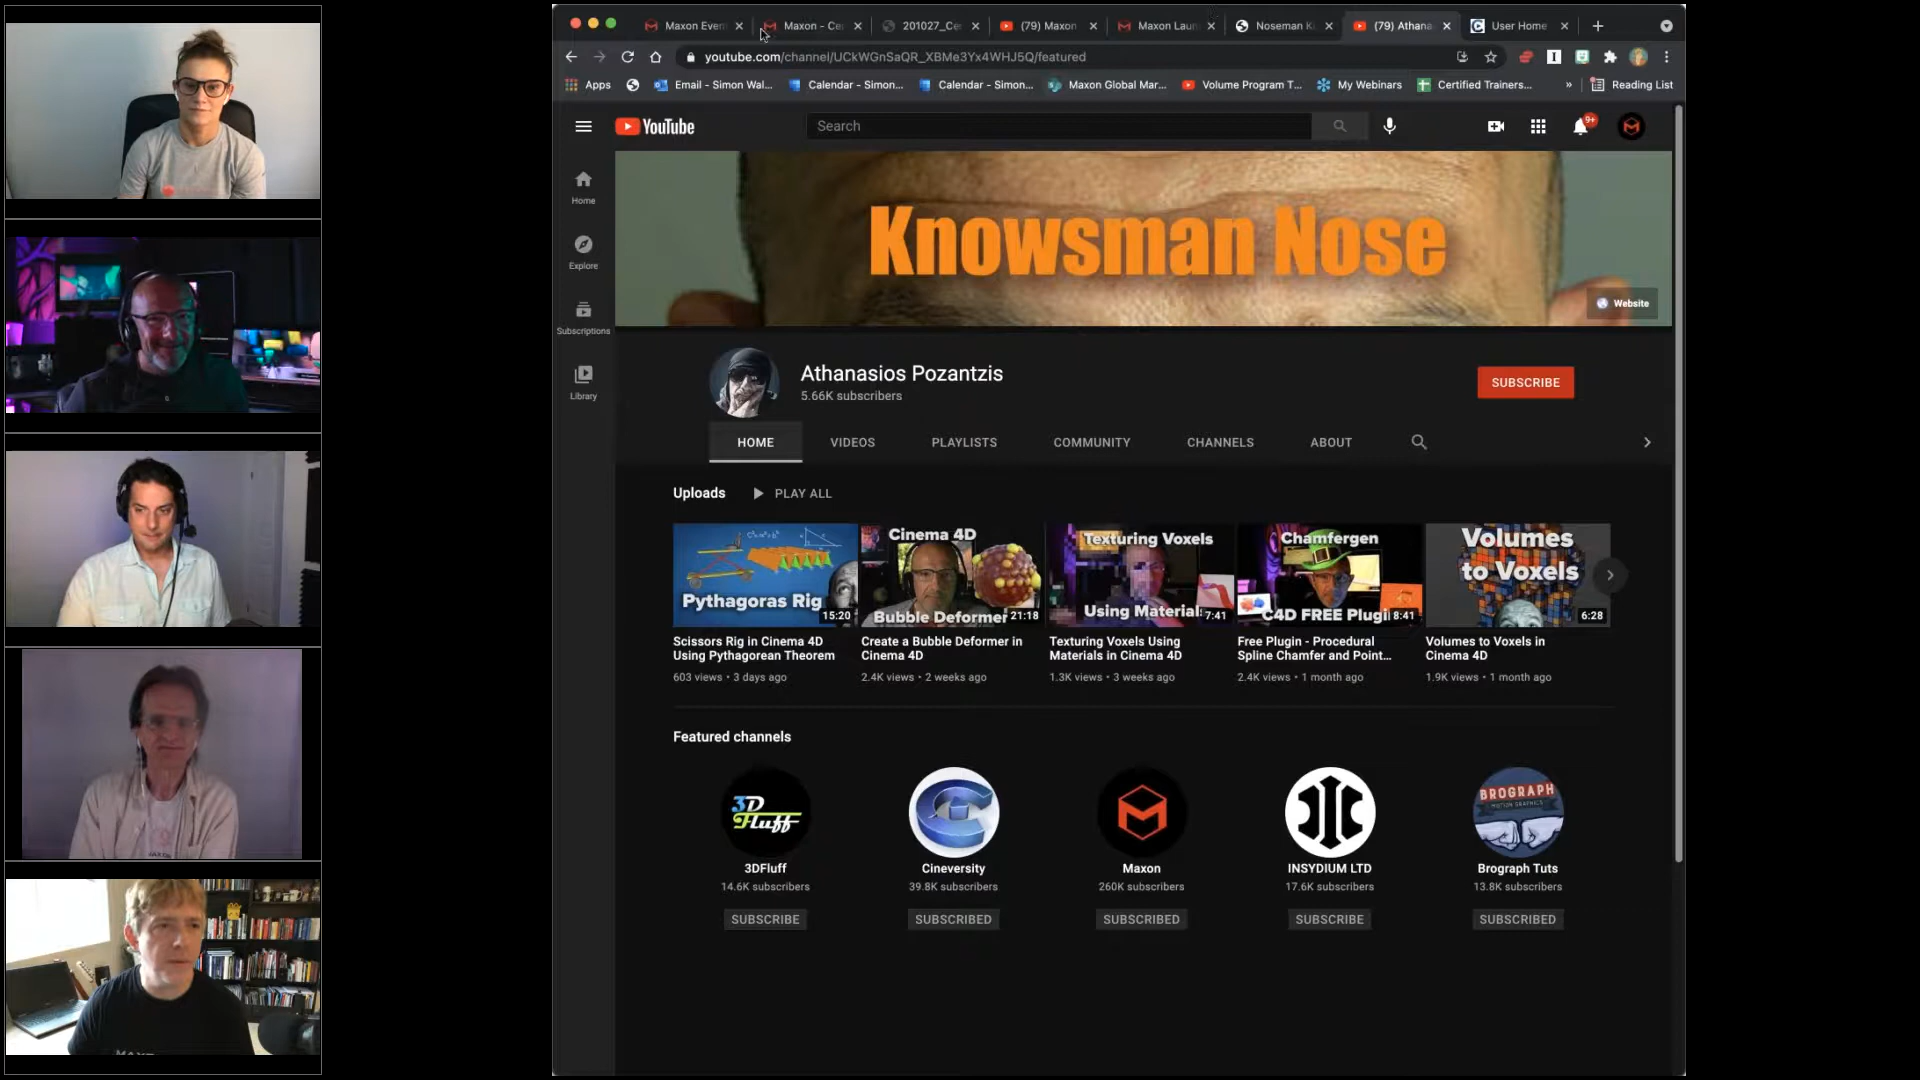 Maxon Even
Maxon - Ce
201027_Ce
(79) Maxon
Maxon Laun
Noseman K
(79) Athana
User Home
youtube.com/channel/UCkWGnSaQR_XBMe3Yx4WHJ5Q/featured
Apps
Email - Simon Wal...
Calendar - Simon...
Calendar - Simon...
Maxon Global Mar...
Volume Program T...
My Webinars
Certified Trainers...
»
Reading List
YouTube
Search
9+
Home
Explore
Subscriptions
Library
Knowsman Nose
Website
Athanasios Pozantzis
5.66K subscribers
SUBSCRIBE
HOME
VIDEOS
PLAYLISTS
COMMUNITY
CHANNELS
ABOUT
Uploads
PLAY ALL
Pythagoras Rig
15:20
Cinema 4D
Bubble Deformer
21:18
Texturing Voxels
Using Material
7:41
Chamfergen
C4D FREE Plugi
8:41
Volumes
to Voxels
6:28
Scissors Rig in Cinema 4D
Using Pythagorean Theorem
603 views • 3 days ago
Create a Bubble Deformer in
Cinema 4D
2.4K views • 2 weeks ago
Texturing Voxels Using
Materials in Cinema 4D
1.3K views • 3 weeks ago
Free Plugin - Procedural
Spline Chamfer and Point...
2.4K views • 1 month ago
Volumes to Voxels in
Cinema 4D
1.9K views • 1 month ago
Featured channels
3D
Fluff
BROGRAPH
MOTION GRAPHICS
3DFluff
14.6K subscribers
SUBSCRIBE
Cineversity
39.8K subscribers
SUBSCRIBED
Maxon
260K subscribers
SUBSCRIBED
INSYDIUM LTD
17.6K subscribers
SUBSCRIBE
Brograph Tuts
13.8K subscribers
SUBSCRIBED